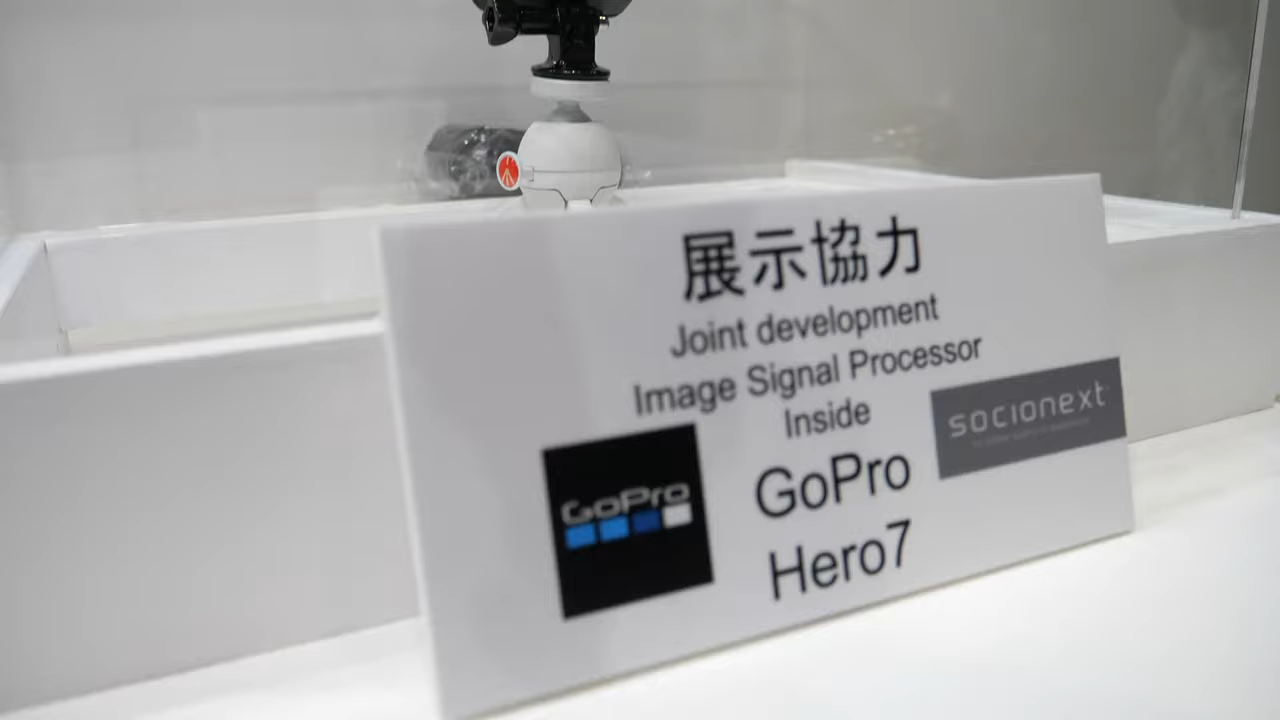 展示協力
Joint development
Image Signal Processor
Inside
socionext
GoPro
GoPro
Hero7